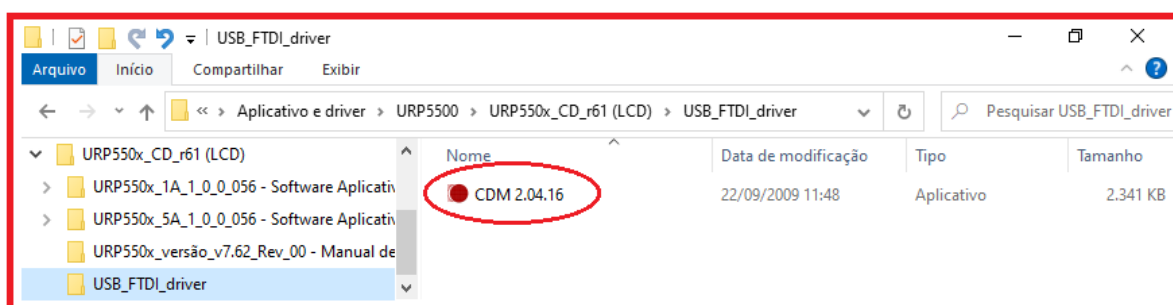 USB_FTDI_driver
Arquivo Início Compartilhar Exibir
« > Aplicativo e driver > URP5500 > URP550x_CD_r61 (LCD) > USB_FTDI_driver Pesquisar USB_FTDI_driver
URP550x_CD_r61 (LCD) Nome Data de modificação Tipo Tamanho
URP550x_1A_1_0_0_056 - Software Aplicativ CDM 2.04.16 22/09/2009 11:48 Aplicativo 2.341 KB
URP550x_5A_1_0_0_056 - Software Aplicativ
URP550x_versão_v7.62_Rev_00 - Manual de
USB_FTDI_driver